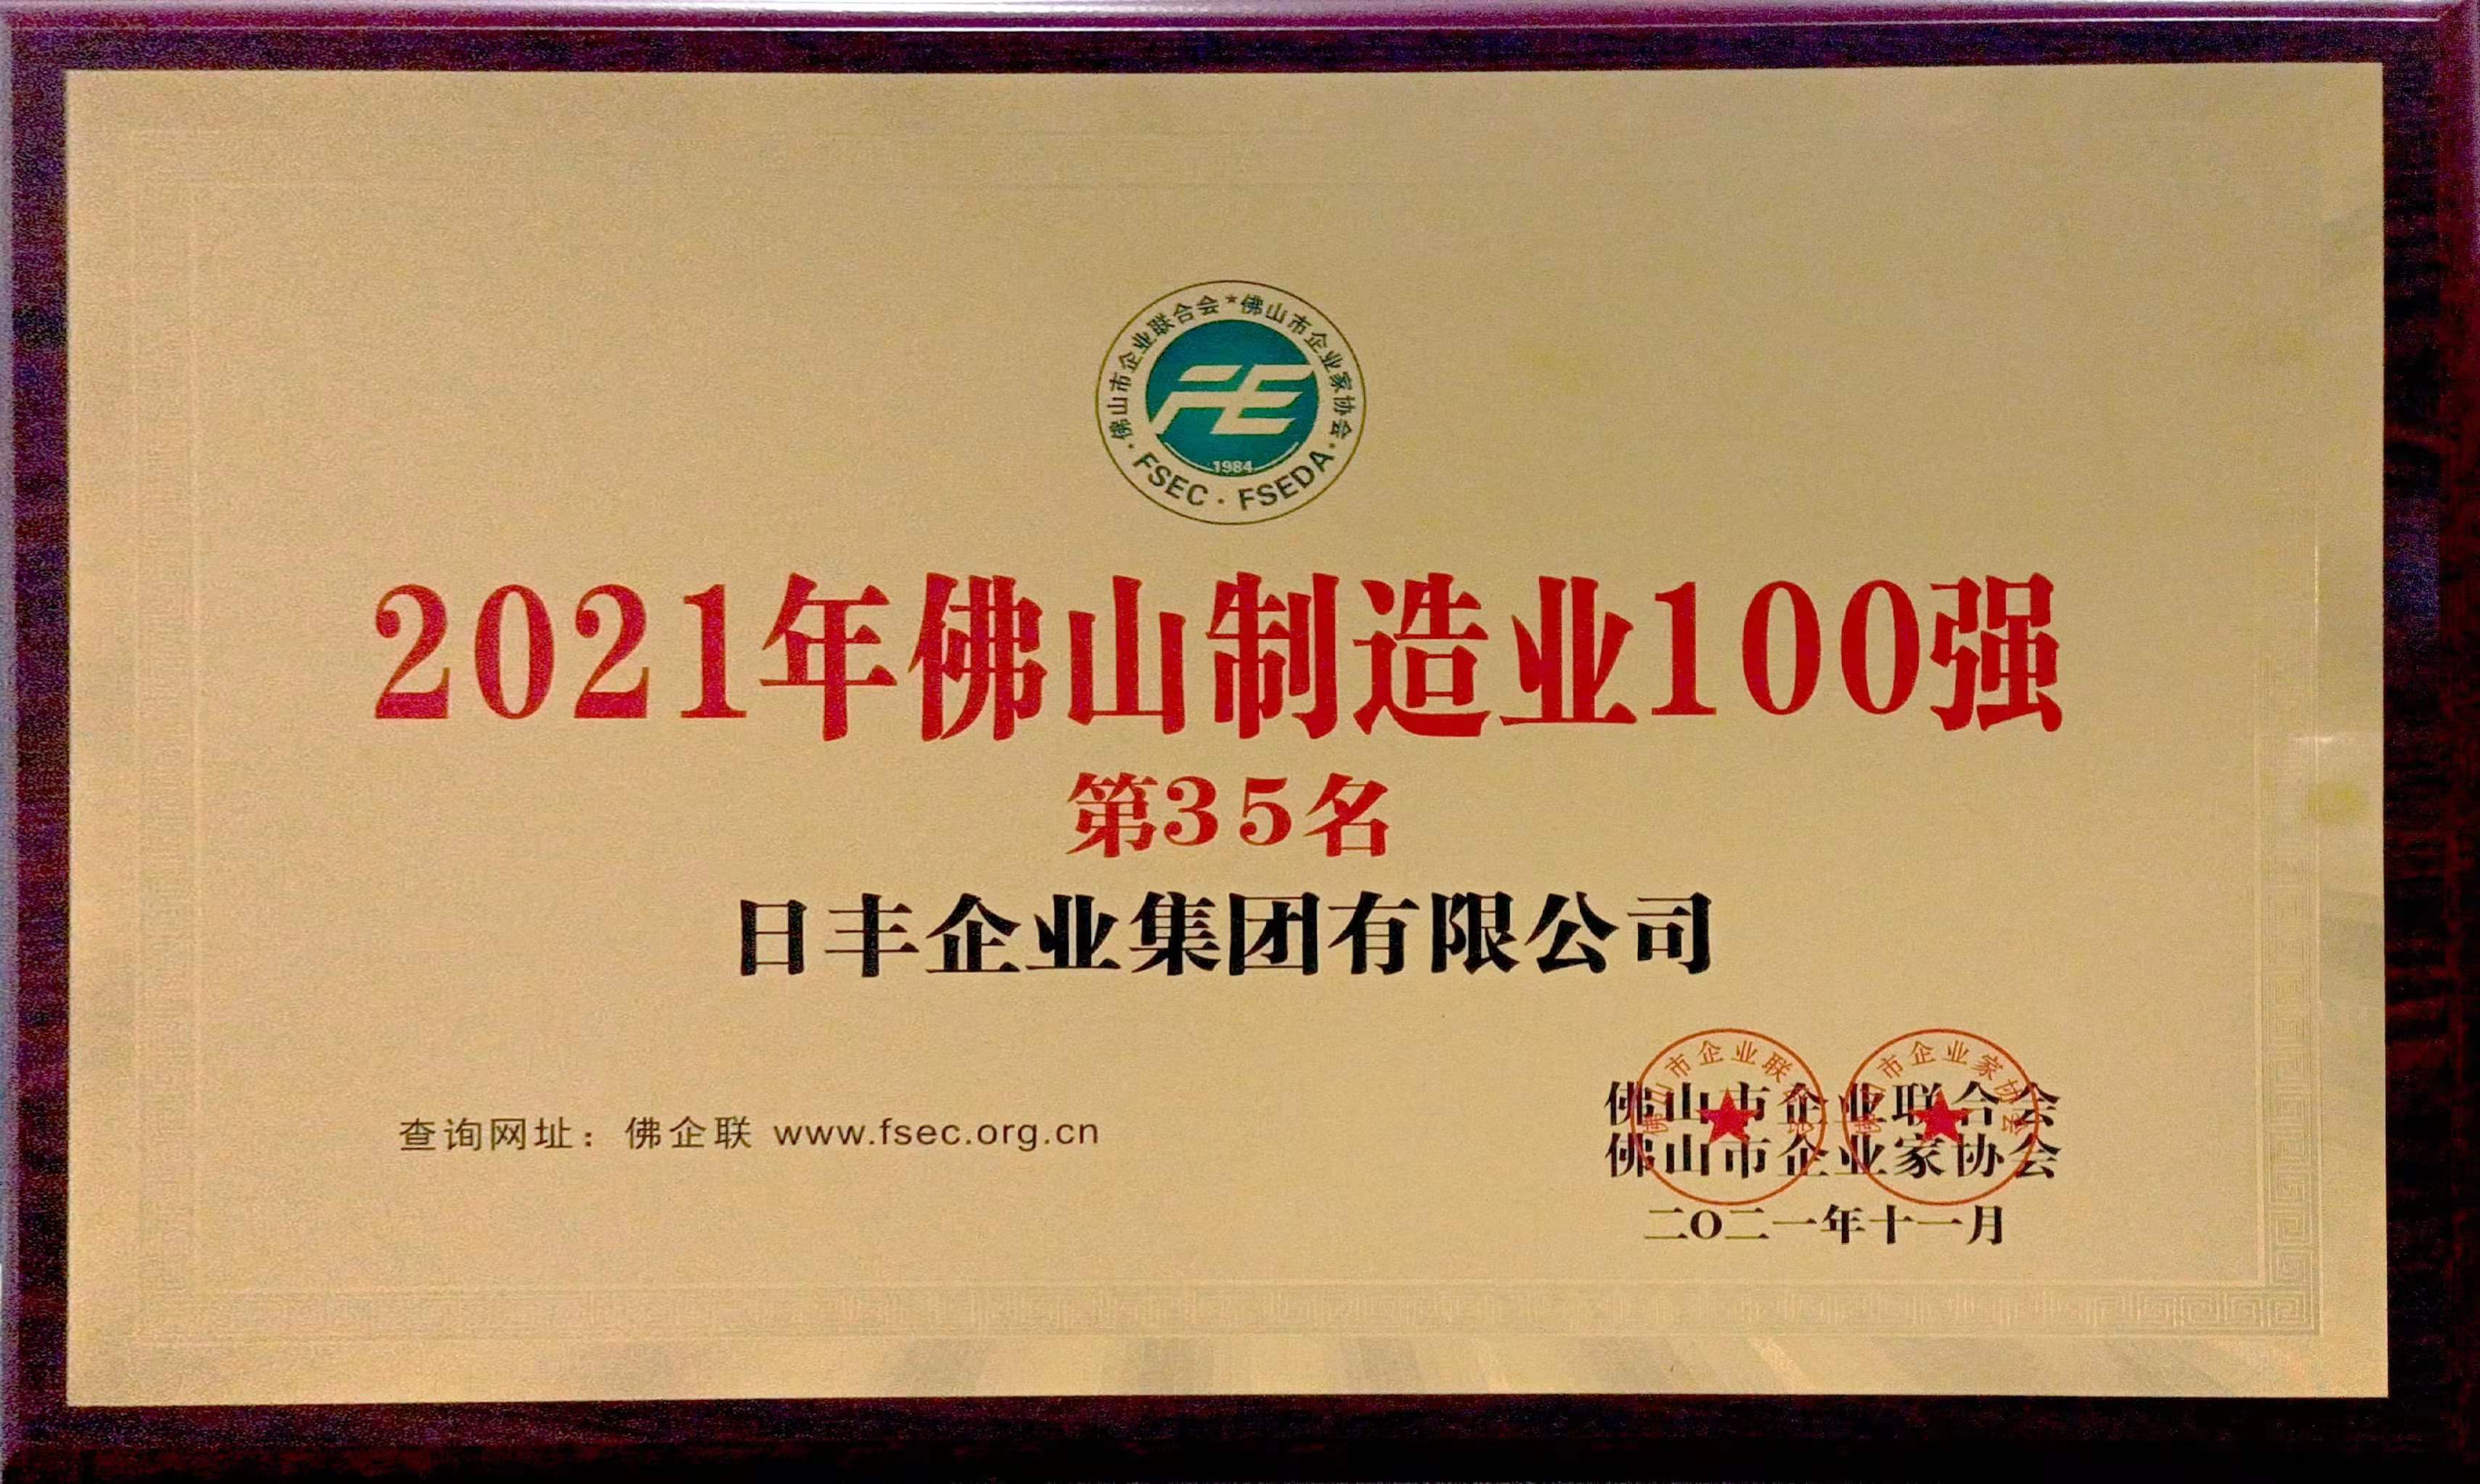 佛山市企业联合会★佛山市企业家协会
1984
FSEC · FSEDA
2021年佛山制造业100强
第35名
日丰企业集团有限公司
查询网址：佛企联 www.fsec.org.cn
佛山市企业联合会
佛山市企业家协会
二〇二一年十一月